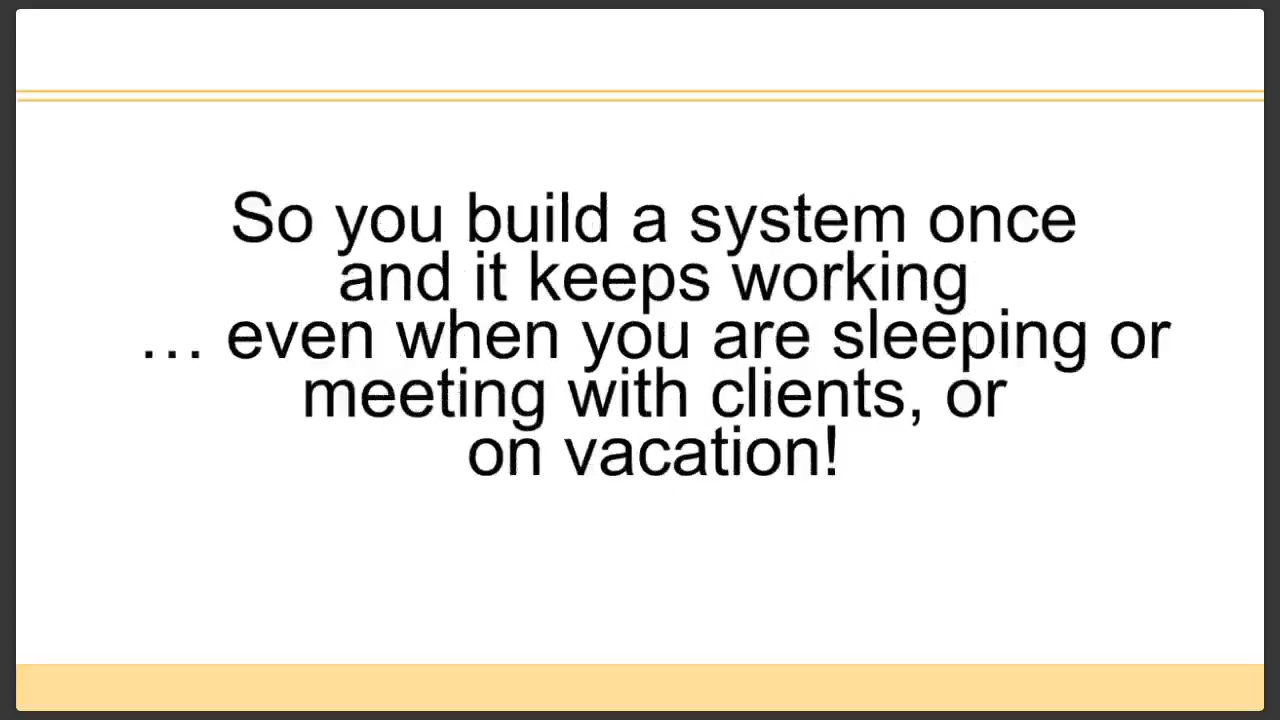 So you build a system once
and it keeps working
… even when you are sleeping or
meeting with clients, or
on vacation!